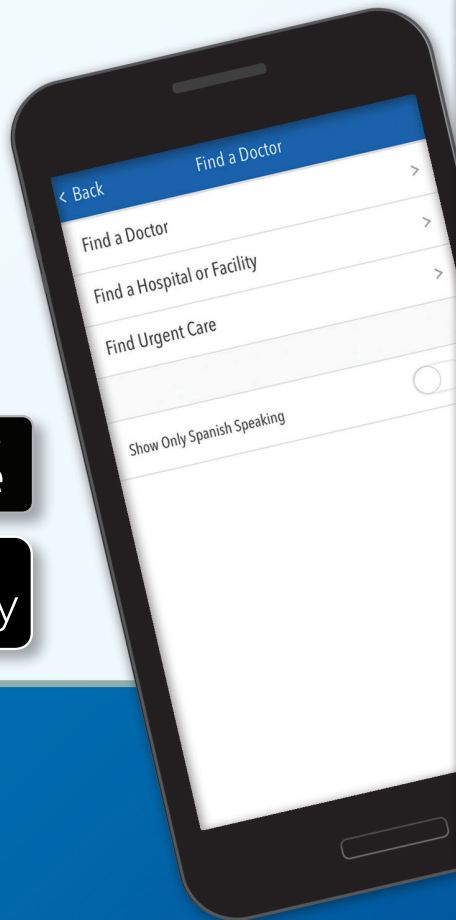 < Back
Find a Doctor
Find a Doctor >
Find a Hospital or Facility >
Find Urgent Care >
Show Only Spanish Speaking
e
y